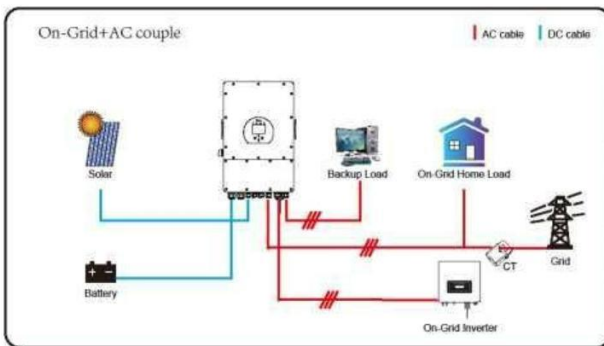 On-Grid+AC couple
AC cable
DC cable
Solar
Backup Load
On-Grid Home Load
Battery
CT
Grid
On-Grid Inverter